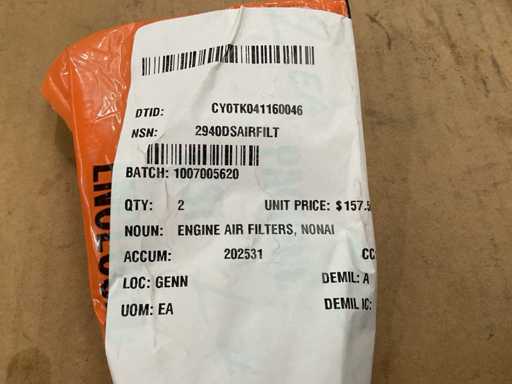 DTID: CY0TK041160046
NSN: 2940DSAIRFILT
BATCH: 1007005620
QTY: 2 UNIT PRICE: $157.5
NOUN: ENGINE AIR FILTERS, NONAI
ACCUM: 202531 CC
LOC: GENN DEMIL: A
UOM: EA DEMIL IC: